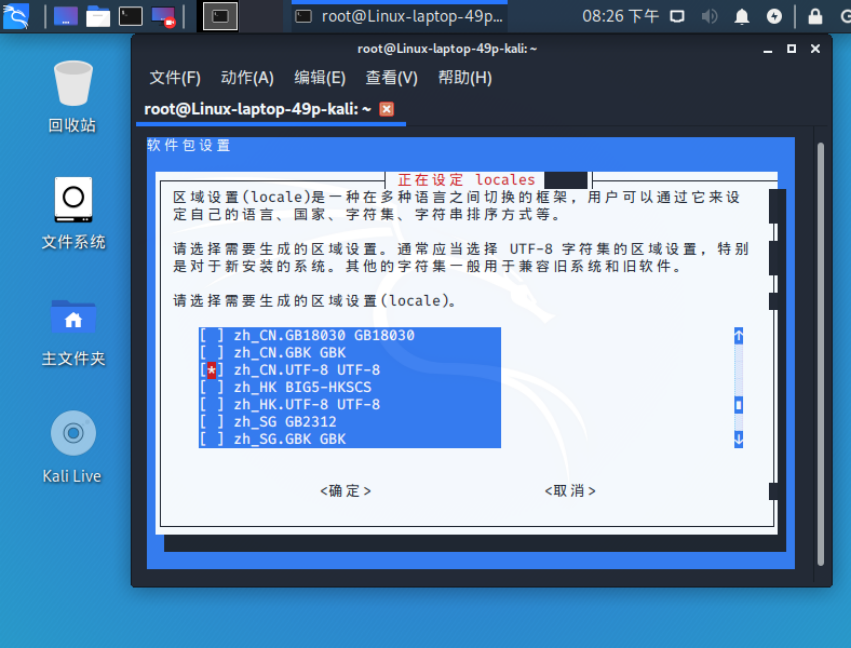 root@Linux-laptop-49p...
08:26 下午
root@Linux-laptop-49p-kali: ~
文件(F) 动作(A) 编辑(E) 查看(V) 帮助(H)
root@Linux-laptop-49p-kali: ~
回收站
文件系统
主文件夹
Kali Live
软件包设置
正在设定 locales
区域设置(locale)是一种在多种语言之间切换的框架，用户可以通过它来设
定自己的语言、国家、字符集、字符串排序方式等。
请选择需要生成的区域设置。通常应当选择 UTF-8 字符集的区域设置，特别
是对于新安装的系统。其他的字符集一般用于兼容旧系统和旧软件。
请选择需要生成的区域设置(locale)。
[ ] zh_CN.GB18030 GB18030
[ ] zh_CN.GBK GBK
[*] zh_CN.UTF-8 UTF-8
[ ] zh_HK BIG5-HKSCS
[ ] zh_HK.UTF-8 UTF-8
[ ] zh_SG GB2312
[ ] zh_SG.GBK GBK
<确定> <取消>